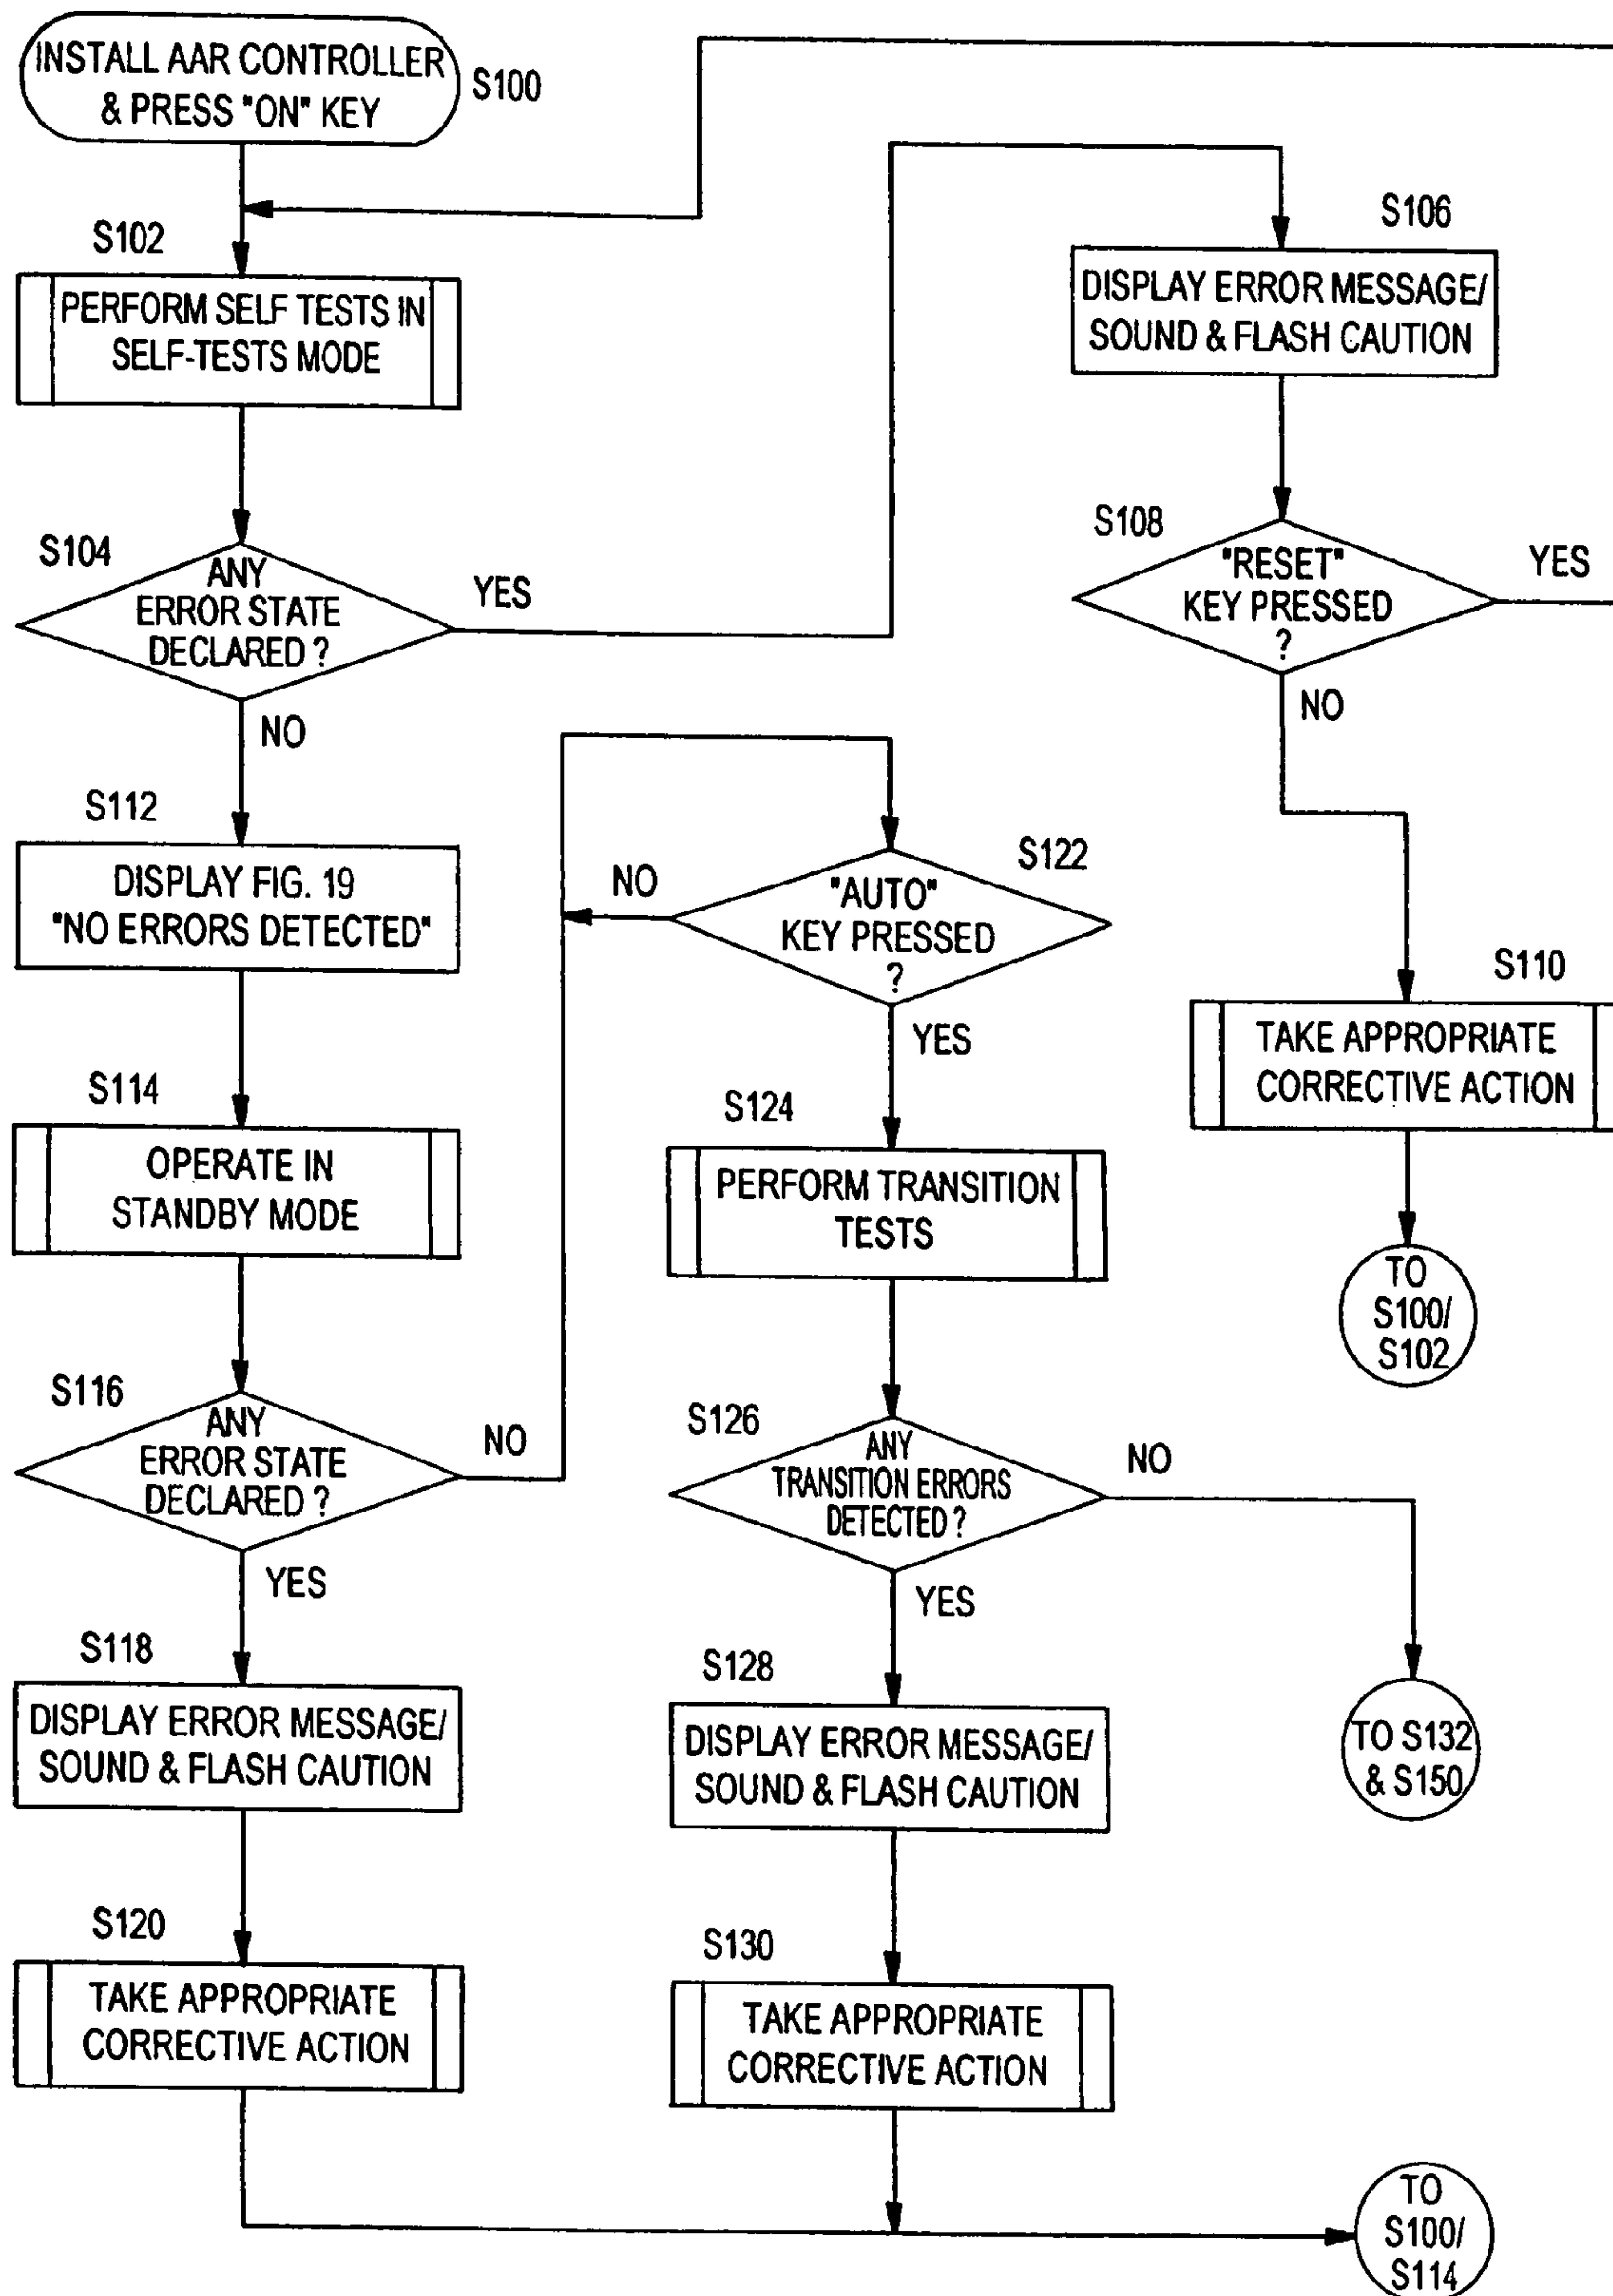 INSTALL AAR CONTROLLER
& PRESS "ON" KEY
S100
S102
PERFORM SELF TESTS IN
SELF-TESTS MODE
S104
ANY
ERROR STATE
DECLARED ?
YES
NO
S106
DISPLAY ERROR MESSAGE/
SOUND & FLASH CAUTION
S108
"RESET"
KEY PRESSED
?
YES
NO
S110
TAKE APPROPRIATE
CORRECTIVE ACTION
TO
S100/
S102
S112
DISPLAY FIG. 19
"NO ERRORS DETECTED"
S114
OPERATE IN
STANDBY MODE
S116
ANY
ERROR STATE
DECLARED ?
NO
YES
S118
DISPLAY ERROR MESSAGE/
SOUND & FLASH CAUTION
S120
TAKE APPROPRIATE
CORRECTIVE ACTION
S122
"AUTO"
KEY PRESSED
?
NO
YES
S124
PERFORM TRANSITION
TESTS
S126
ANY
TRANSITION ERRORS
DETECTED ?
NO
YES
TO S132
& S150
S128
DISPLAY ERROR MESSAGE/
SOUND & FLASH CAUTION
S130
TAKE APPROPRIATE
CORRECTIVE ACTION
TO
S100/
S114